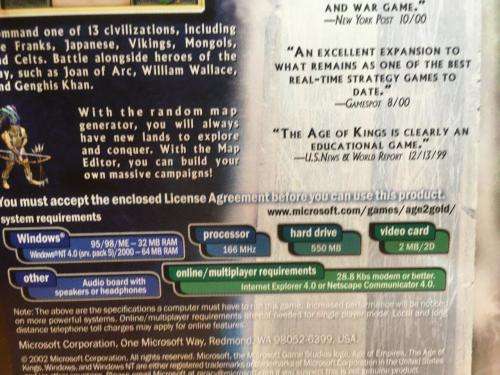 AND WAR GAME."
—NEW YORK POST 10/00
ommand one of 13 civilizations, including
e Franks, Japanese, Vikings, Mongols,
nd Celts. Battle alongside heroes of the
ay, such as Joan of Arc, William Wallace,
nd Genghis Khan.
"AN EXCELLENT EXPANSION TO
WHAT REMAINS AS ONE OF THE BEST
REAL-TIME STRATEGY GAMES TO
DATE."
—GAMESPOT 8/00
With the random map
generator, you will always
have new lands to explore
and conquer. With the Map
Editor, you can build your
own massive campaigns!
"THE AGE OF KINGS IS CLEARLY AN
EDUCATIONAL GAME."
—U.S. NEWS & WORLD REPORT 12/13/99
You must accept the enclosed License Agreement before you can use this product.
system requirements
www.microsoft.com/games/age2gold/
Windows®
95/98/ME – 32 MB RAM
Windows® NT 4.0 (srv. pack 5)/2000 – 64 MB RAM
processor
166 MHz
hard drive
550 MB
video card
2 MB/2D
other
Audio board with
speakers or headphones
online/multiplayer requirements
28.8 Kbs modem or better.
Internet Explorer 4.0 or Netscape Communicator 4.0.
Note: The above are the specifications a computer must have to run this game. Increased performance will be noticed
on more powerful systems. Online/multiplayer requirements are not needed for single player mode. Local and long
distance telephone toll charges may apply for online features.
Microsoft Corporation, One Microsoft Way, Redmond, WA 98052-6399, USA.
© 2002 Microsoft Corporation. All rights reserved. Microsoft, the Microsoft Game Studios logo, Age of Empires, The Age of
Kings, Windows, and Windows NT are either registered trademarks or trademarks of Microsoft Corporation in the United States